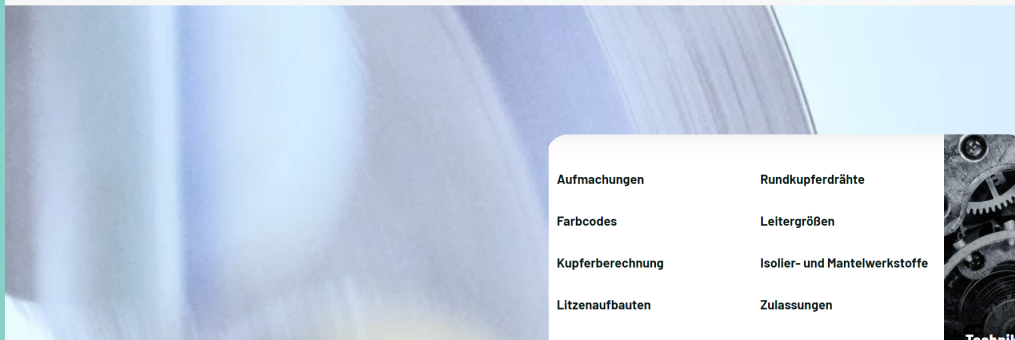 Aufmachungen
Rundkupferdrähte
Farbcodes
Leitergrößen
Kupferberechnung
Isolier- und Mantelwerkstoffe
Litzenaufbauten
Zulassungen